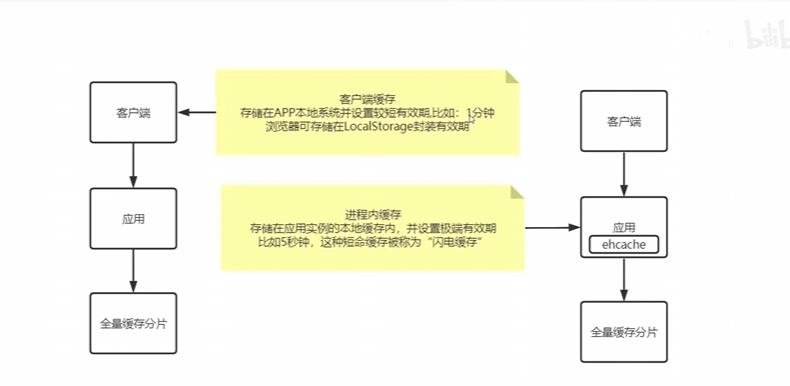 客户端
应用
全量缓存分片
客户端缓存
存储在APP本地系统并设置较短有效期,比如：1分钟
浏览器可存储在LocalStorage封装有效期
进程内缓存
存储在应用实例的本地缓存内，并设置极端有效期
比如5秒钟，这种短命缓存被称为“闪电缓存”
客户端
应用
ehcache
全量缓存分片